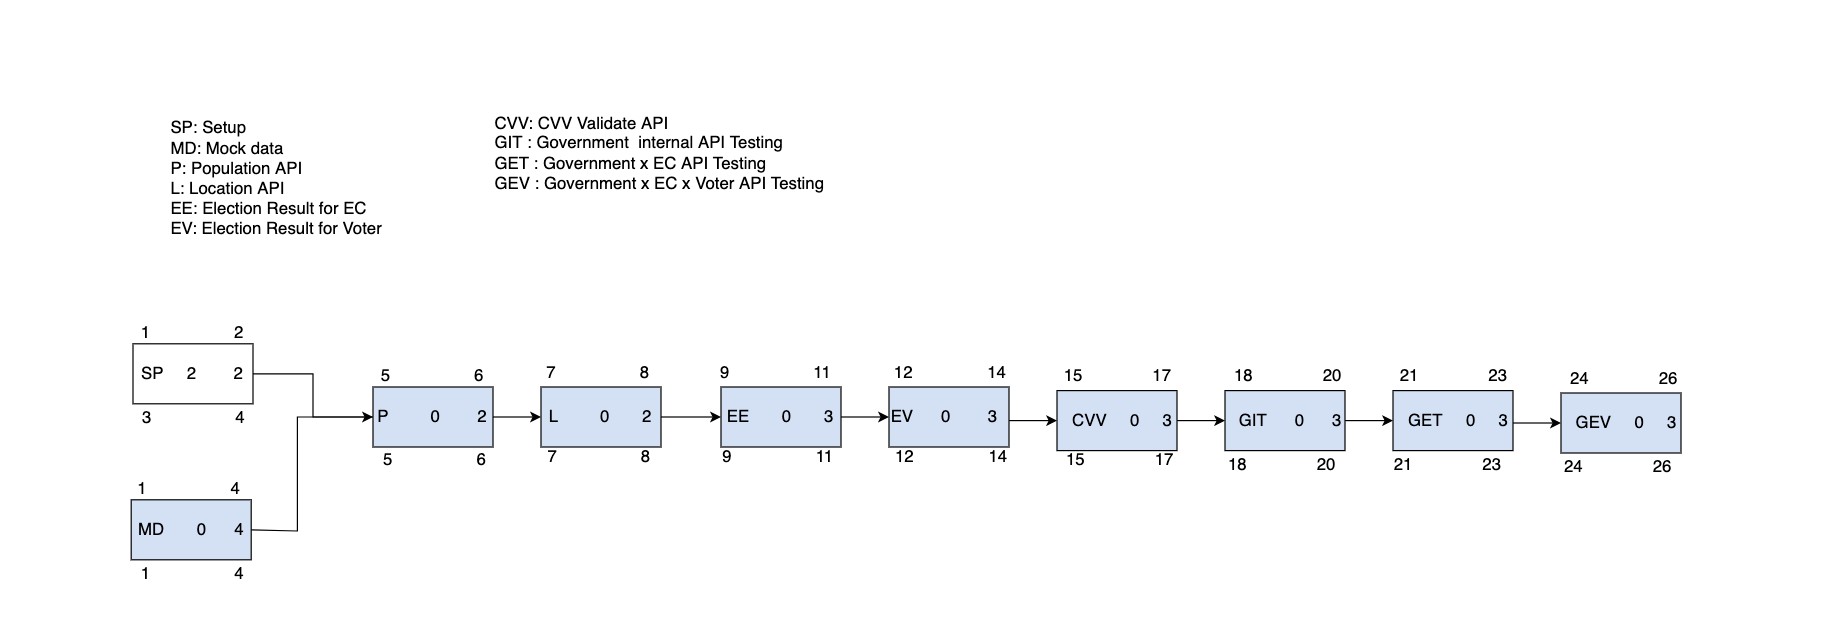 SP: Setup
MD: Mock data
P: Population API
L: Location API
EE: Election Result for EC
EV: Election Result for Voter
CVV: CVV Validate API
GIT : Government  internal API Testing
GET : Government x EC API Testing
GEV : Government x EC x Voter API Testing
1 2
SP 2 2
3 4
1 4
MD 0 4
1 4
5 6
P 0 2
5 6
7 8
L 0 2
7 8
9 11
EE 0 3
9 11
12 14
EV 0 3
12 14
15 17
CVV 0 3
15 17
18 20
GIT 0 3
18 20
21 23
GET 0 3
21 23
24 26
GEV 0 3
24 26